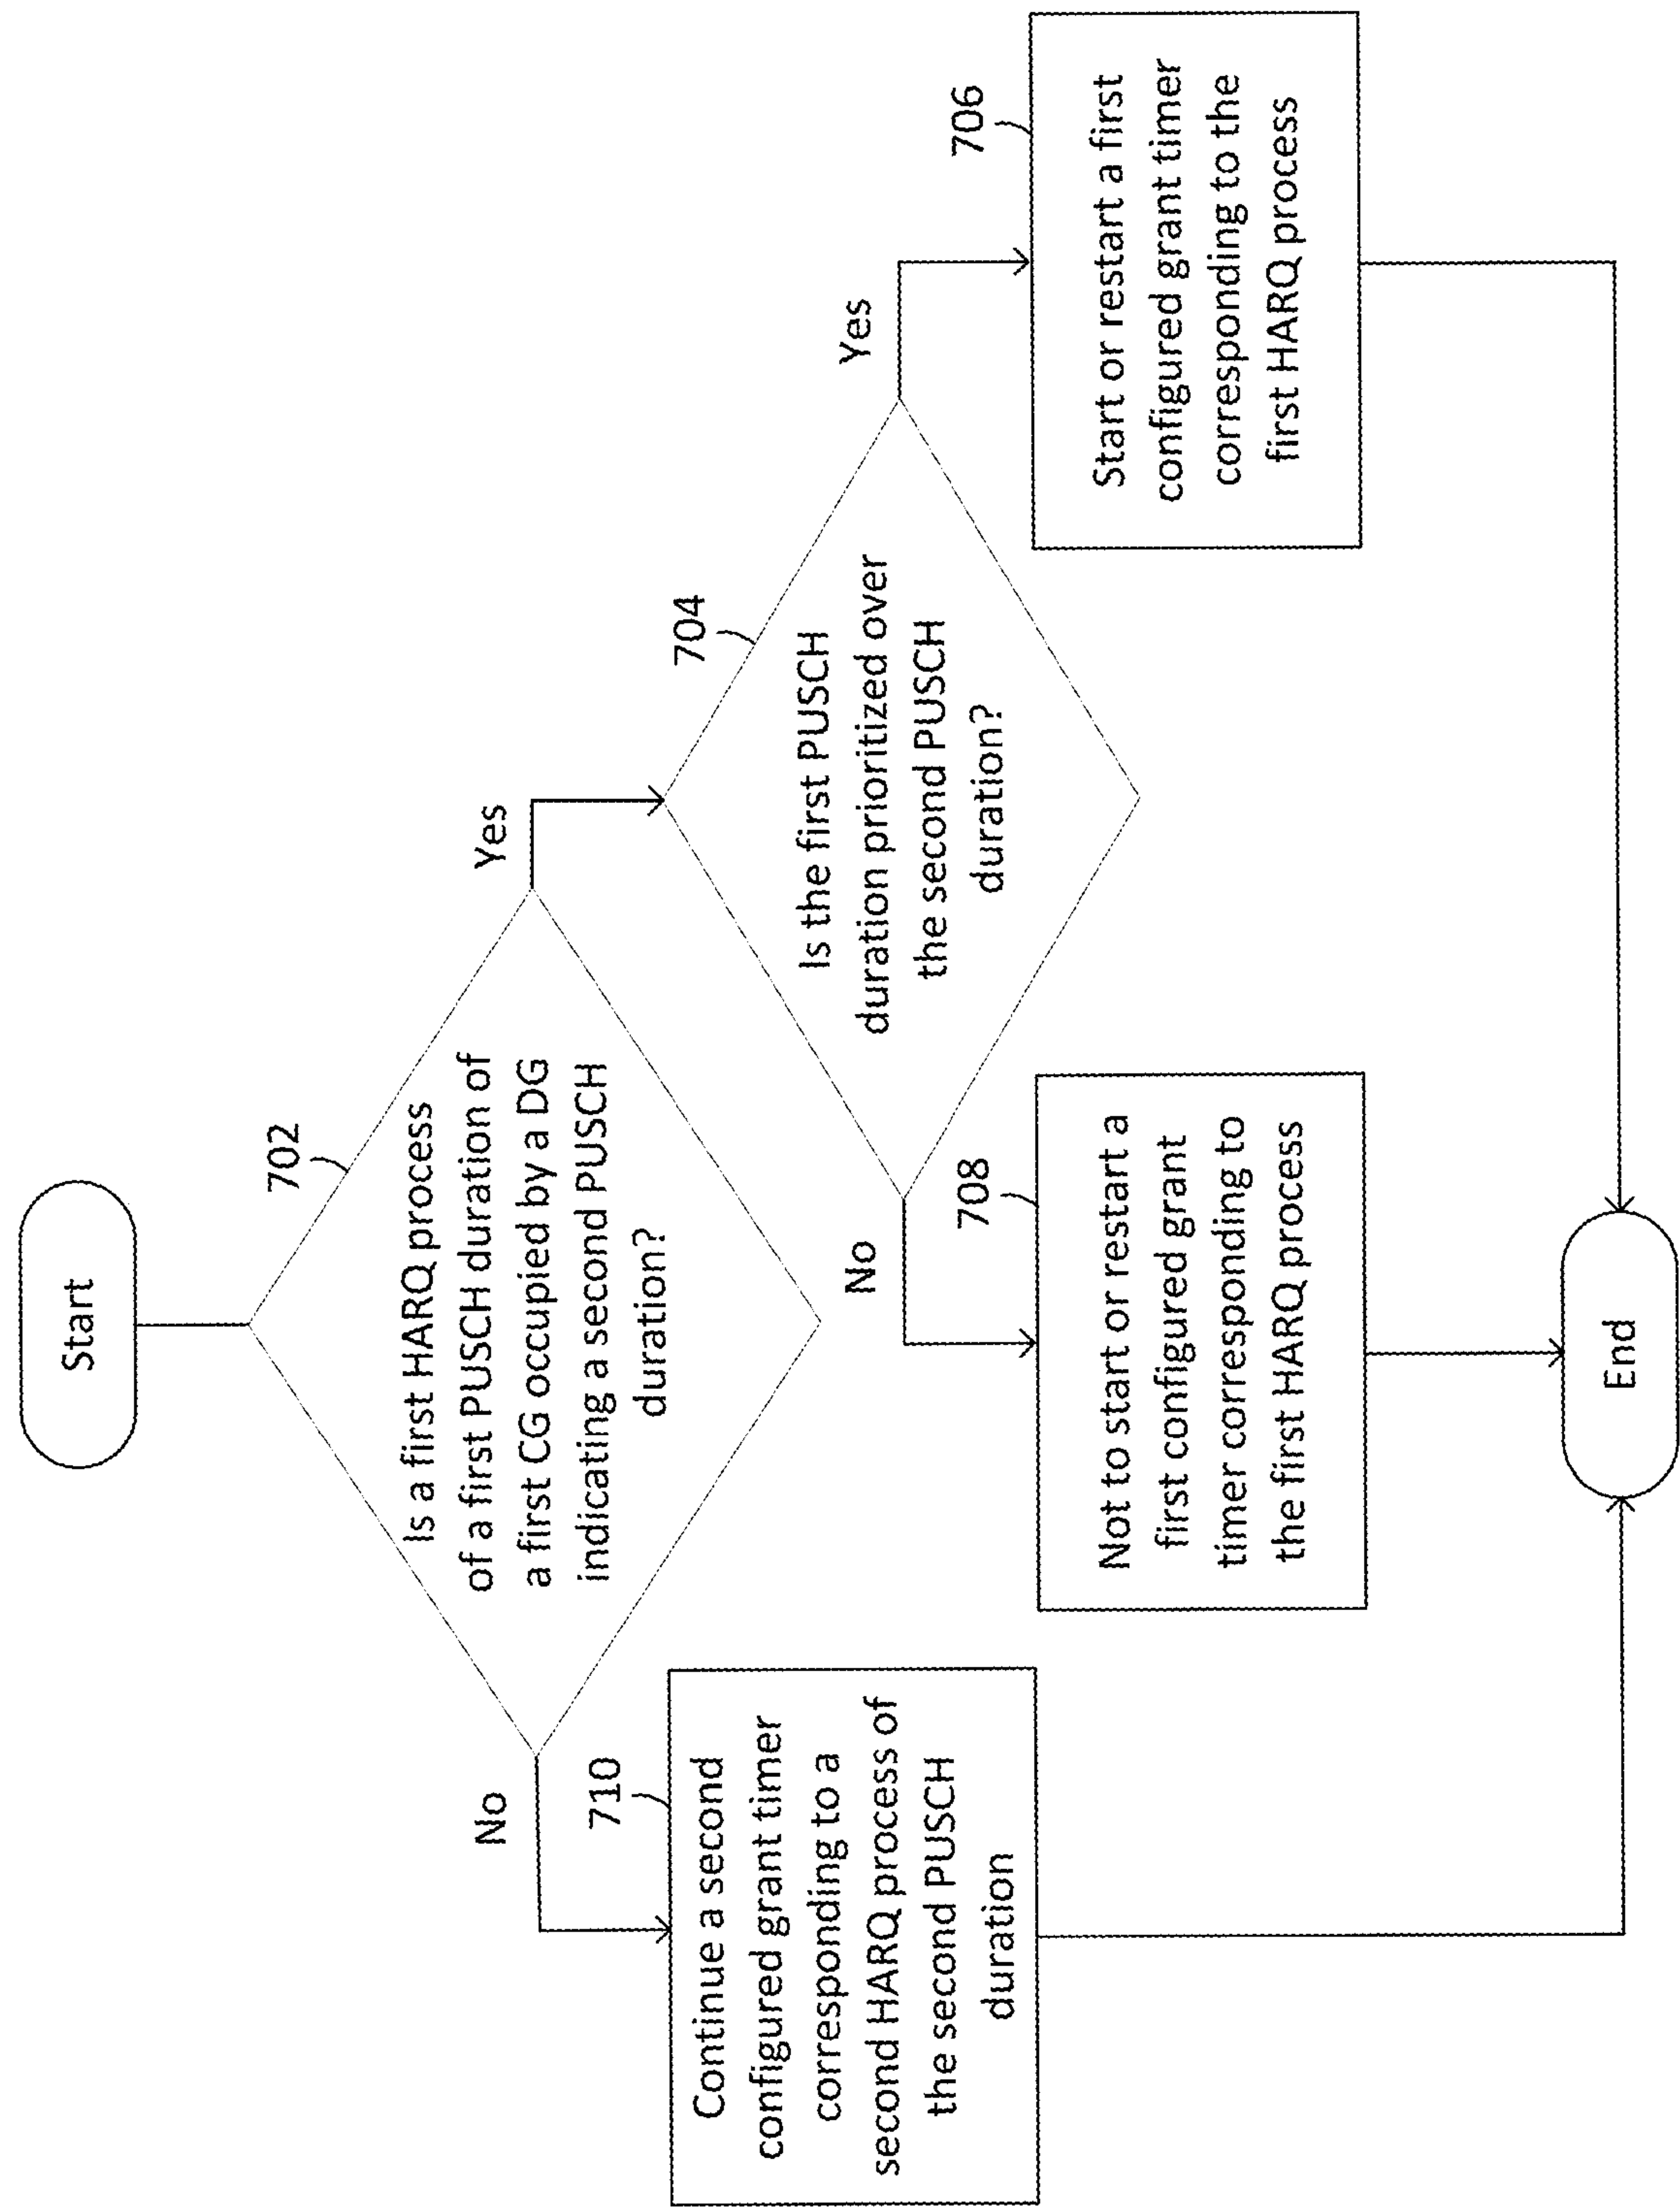 Start
702
Is a first HARQ process
of a first PUSCH duration of
a first CG occupied by a DG
indicating a second PUSCH
duration?
No
Yes
710
Continue a second
configured grant timer
corresponding to a
second HARQ process of
the second PUSCH
duration
704
Is the first PUSCH
duration prioritized over
the second PUSCH
duration?
No
Yes
708
Not to start or restart a
first configured grant
timer corresponding to
the first HARQ process
706
Start or restart a first
configured grant timer
corresponding to the
first HARQ process
End